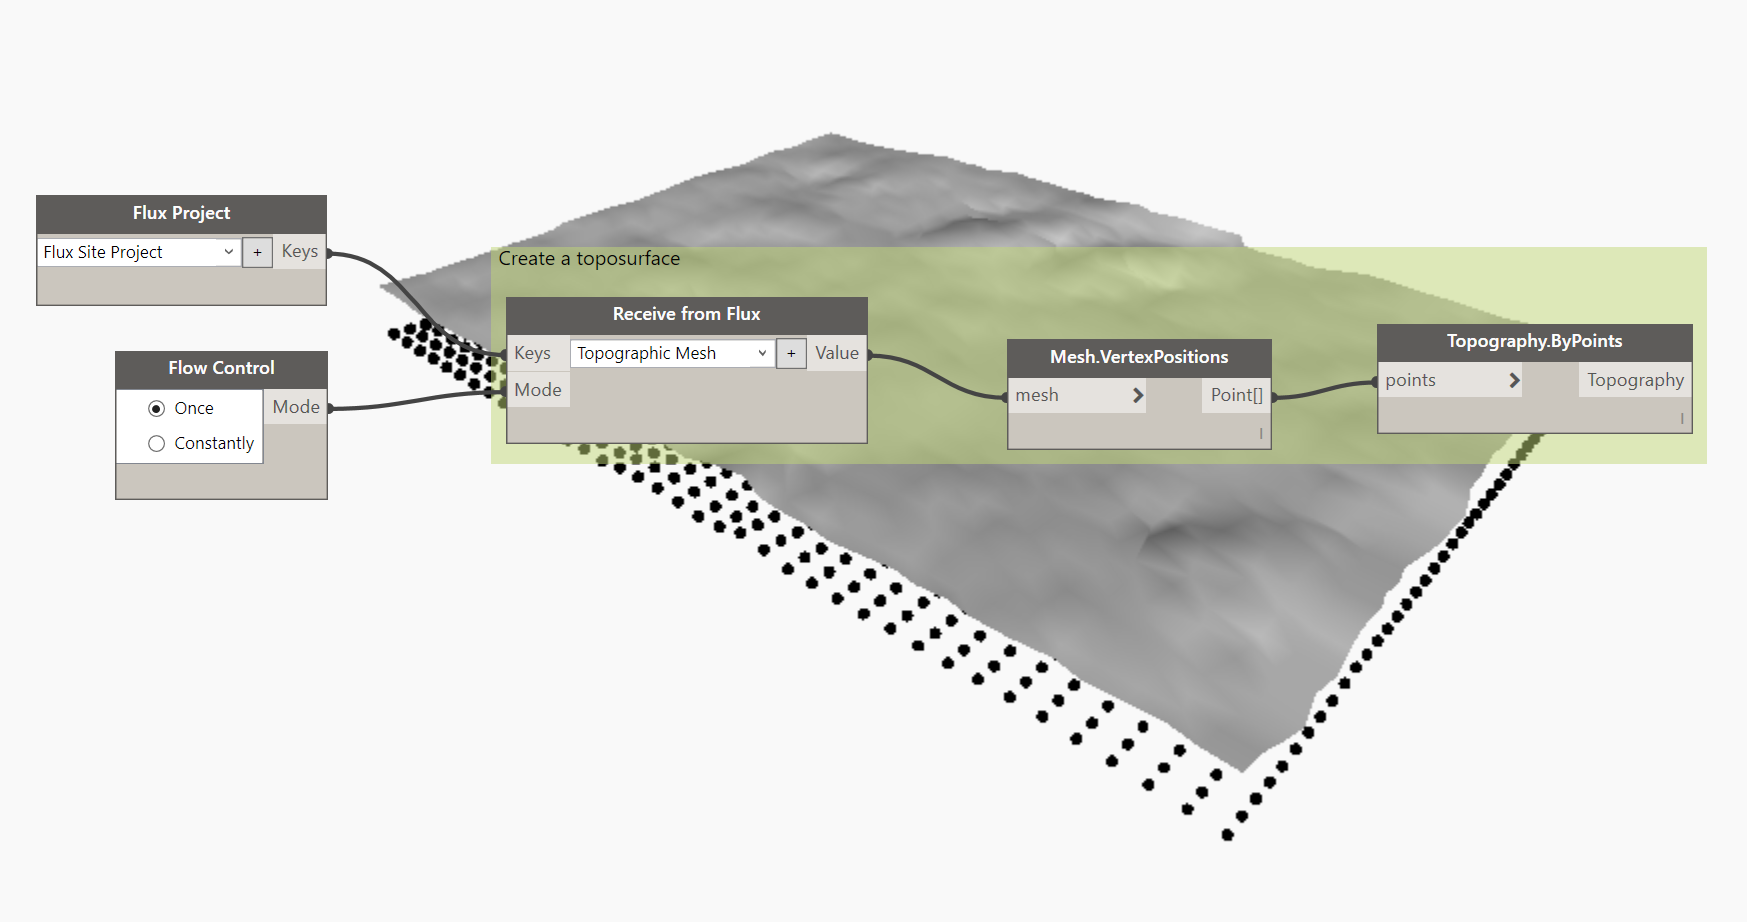 Flux Project
Flux Site Project + Keys
Flow Control
Once
Mode
Constantly
Create a toposurface
Receive from Flux
Keys Topographic Mesh + Value
Mode
Mesh.VertexPositions
mesh Point[]
Topography.ByPoints
points Topography